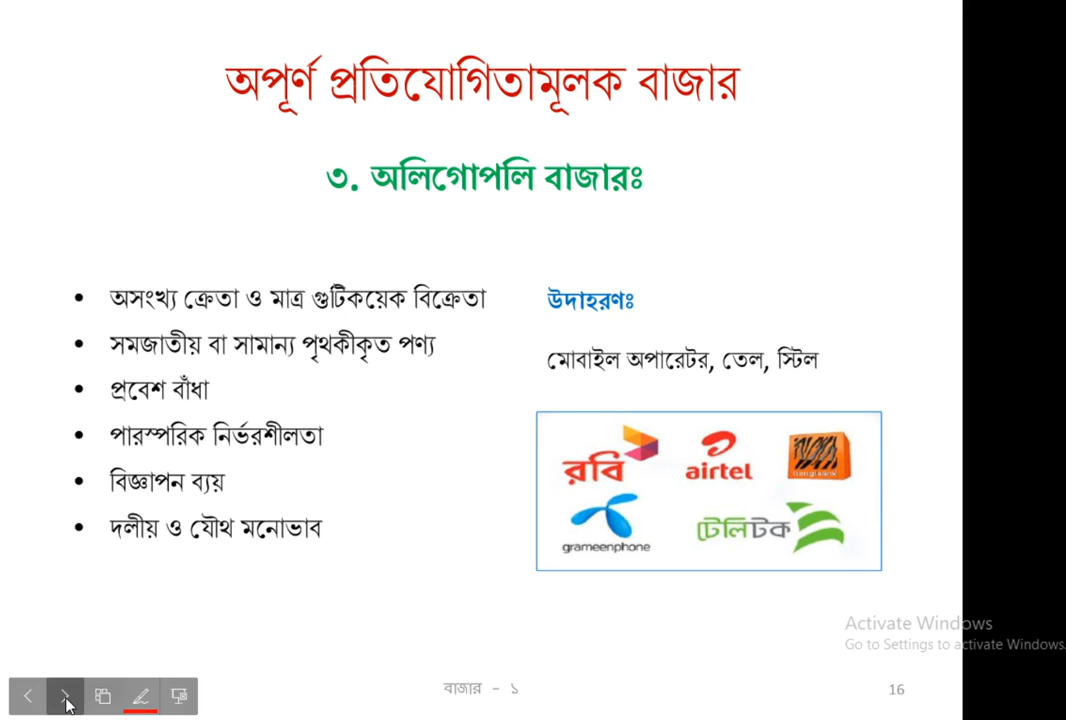 অপূর্ণ প্রতিযোগিতামূলক বাজার
৩. অলিগোপলি বাজারঃ
• অসংখ্য ক্রেতা ও মাত্র গুটিকয়েক বিক্রেতা
• সমজাতীয় বা সামান্য পৃথকীকৃত পণ্য
• প্রবেশ বাঁধা
• পারস্পরিক নির্ভরশীলতা
• বিজ্ঞাপন ব্যয়
• দলীয় ও যৌথ মনোভাব
উদাহরণঃ
মোবাইল অপারেটর, তেল, স্টিল
রবি airtel banglalink
grameenphone টেলিটক
Activate Windows
Go to Settings to activate Windows.
বাজার - ১ 16